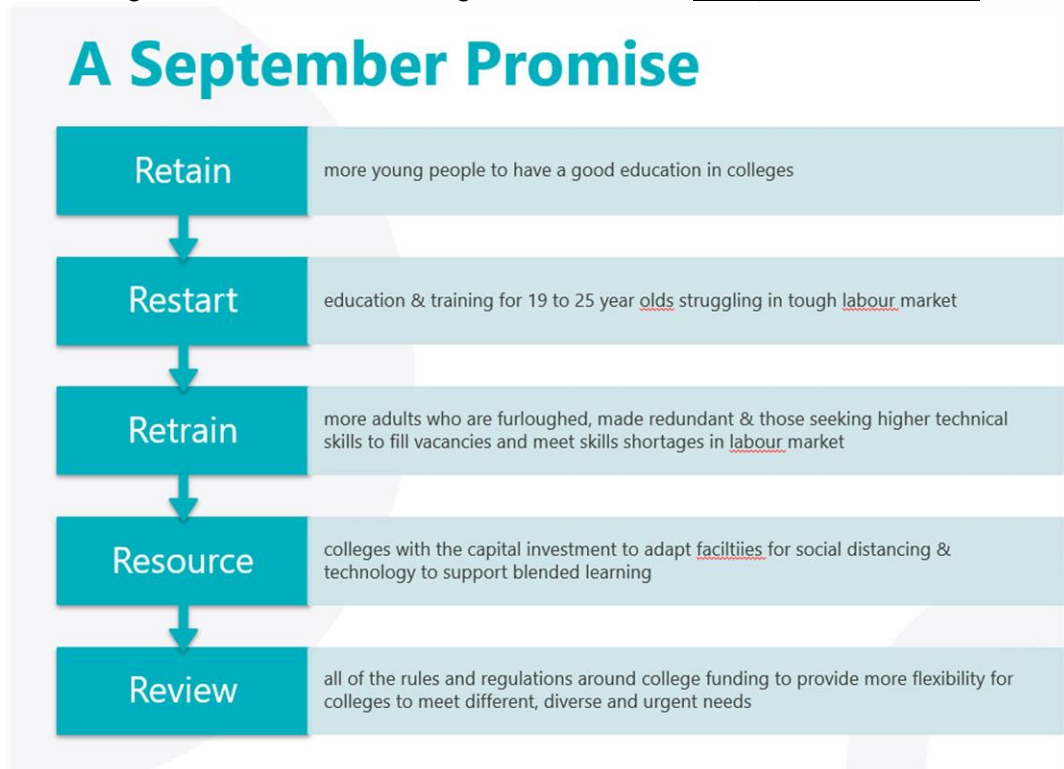 A September Promise
Retain
more young people to have a good education in colleges
Restart
education & training for 19 to 25 year olds struggling in tough labour market
Retrain
more adults who are furloughed, made redundant & those seeking higher technical
skills to fill vacancies and meet skills shortages in labour market
Resource
colleges with the capital investment to adapt faciltiies for social distancing &
technology to support blended learning
Review
all of the rules and regulations around college funding to provide more flexibility for
colleges to meet different, diverse and urgent needs